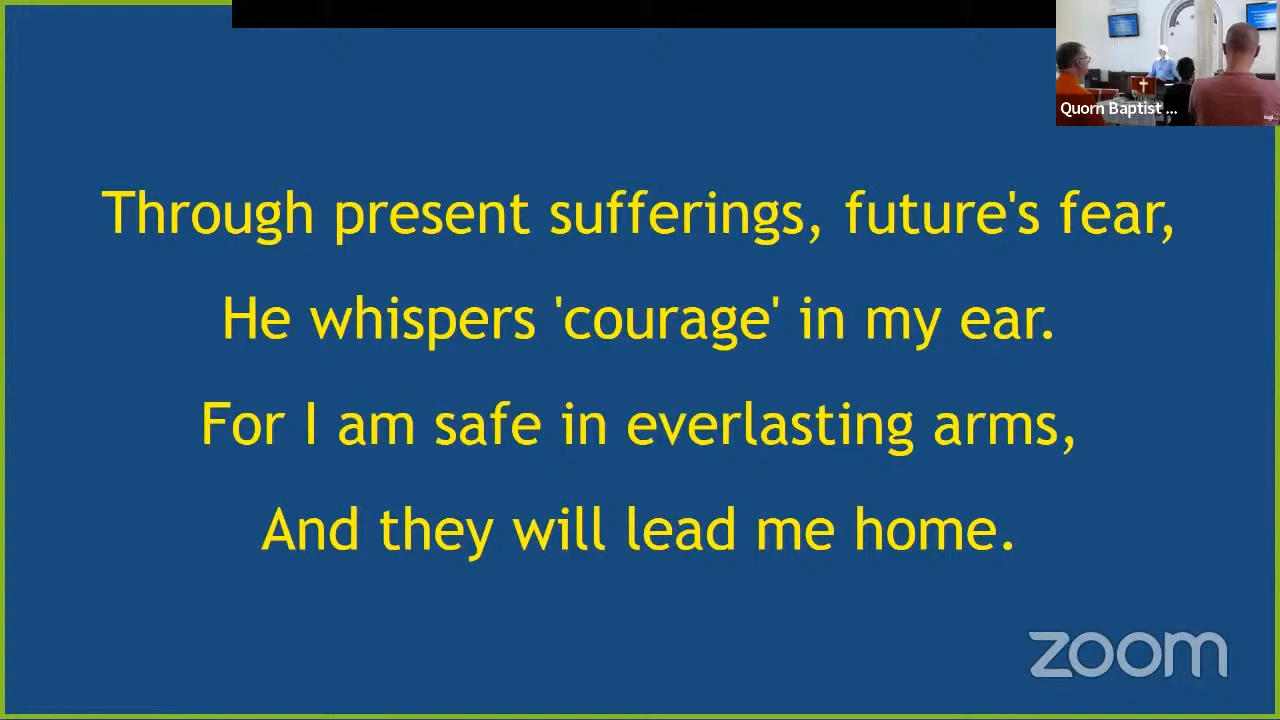 Quorn Baptist ...
Through present sufferings, future's fear,
He whispers 'courage' in my ear.
For I am safe in everlasting arms,
And they will lead me home.
zoom